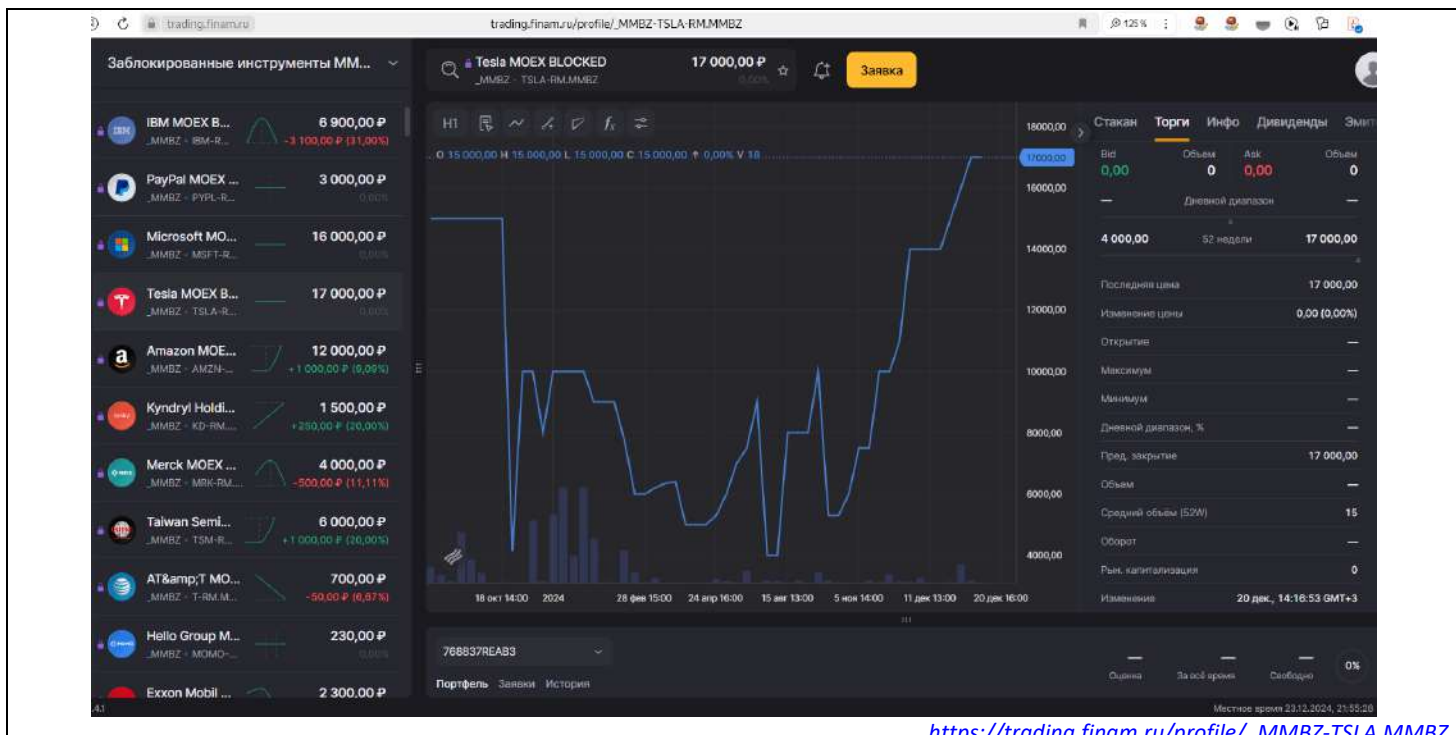 trading.finam.ru
trading.finam.ru/profile/_MMBZ-TSLA-RM.MMBZ
125 %
Заблокированные инструменты MM...
Tesla MOEX BLOCKED
_MMBZ · TSLA-RM.MMBZ
17 000,00 ₽
0,00%
Заявка
IBM MOEX B...
6 900,00 ₽
_MMBZ · IBM-R...
-3 100,00 ₽ (31,00%)
PayPal MOEX ...
3 000,00 ₽
_MMBZ · PYPL-R...
0,00%
Microsoft MO...
16 000,00 ₽
_MMBZ · MSFT-R...
0,00%
Tesla MOEX B...
17 000,00 ₽
_MMBZ · TSLA-R...
0,00%
Amazon MOE...
12 000,00 ₽
_MMBZ · AMZN-...
+1 000,00 ₽ (9,09%)
Kyndryl Holdi...
1 500,00 ₽
_MMBZ · KD-RM....
+250,00 ₽ (20,00%)
Merck MOEX ...
4 000,00 ₽
_MMBZ · MRK-RM....
-500,00 ₽ (11,11%)
Taiwan Semi...
6 000,00 ₽
_MMBZ · TSM-R...
+1 000,00 ₽ (20,00%)
AT&amp;T MO...
700,00 ₽
_MMBZ · T-RM.M...
-50,00 ₽ (6,67%)
Hello Group M...
230,00 ₽
_MMBZ · MOMO-...
0,00%
Exxon Mobil ...
2 300,00 ₽
H1
O 15 000,00 H 15 000,00 L 15 000,00 C 15 000,00 0,00% V 18
18000,00
17000,00
16000,00
14000,00
12000,00
10000,00
8000,00
6000,00
4000,00
18 окт 14:00 2024 28 фев 15:00 24 апр 16:00 15 авг 13:00 5 ноя 14:00 11 дек 13:00 20 дек 16:00
Стакан Торги Инфо Дивиденды Эмит
Bid Объем Ask Объем
0,00 0 0,00 0
— Дневной диапазон —
4 000,00 52 недели 17 000,00
Последняя цена 17 000,00
Изменение цены 0,00 (0,00%)
Открытие —
Максимум —
Минимум —
Дневной диапазон, % —
Пред. закрытие 17 000,00
Объем —
Средний объём (52W) 15
Оборот —
Рын. капитализация 0
Изменения 20 дек., 14:16:53 GMT+3
768837REAB3
Портфель Заявки История
— — —
Оценка За всё время Свободно
0%
.4.1
Местное время 23.12.2024, 21:55:28
https://trading.finam.ru/profile/_MMBZ-TSLA.MMBZ